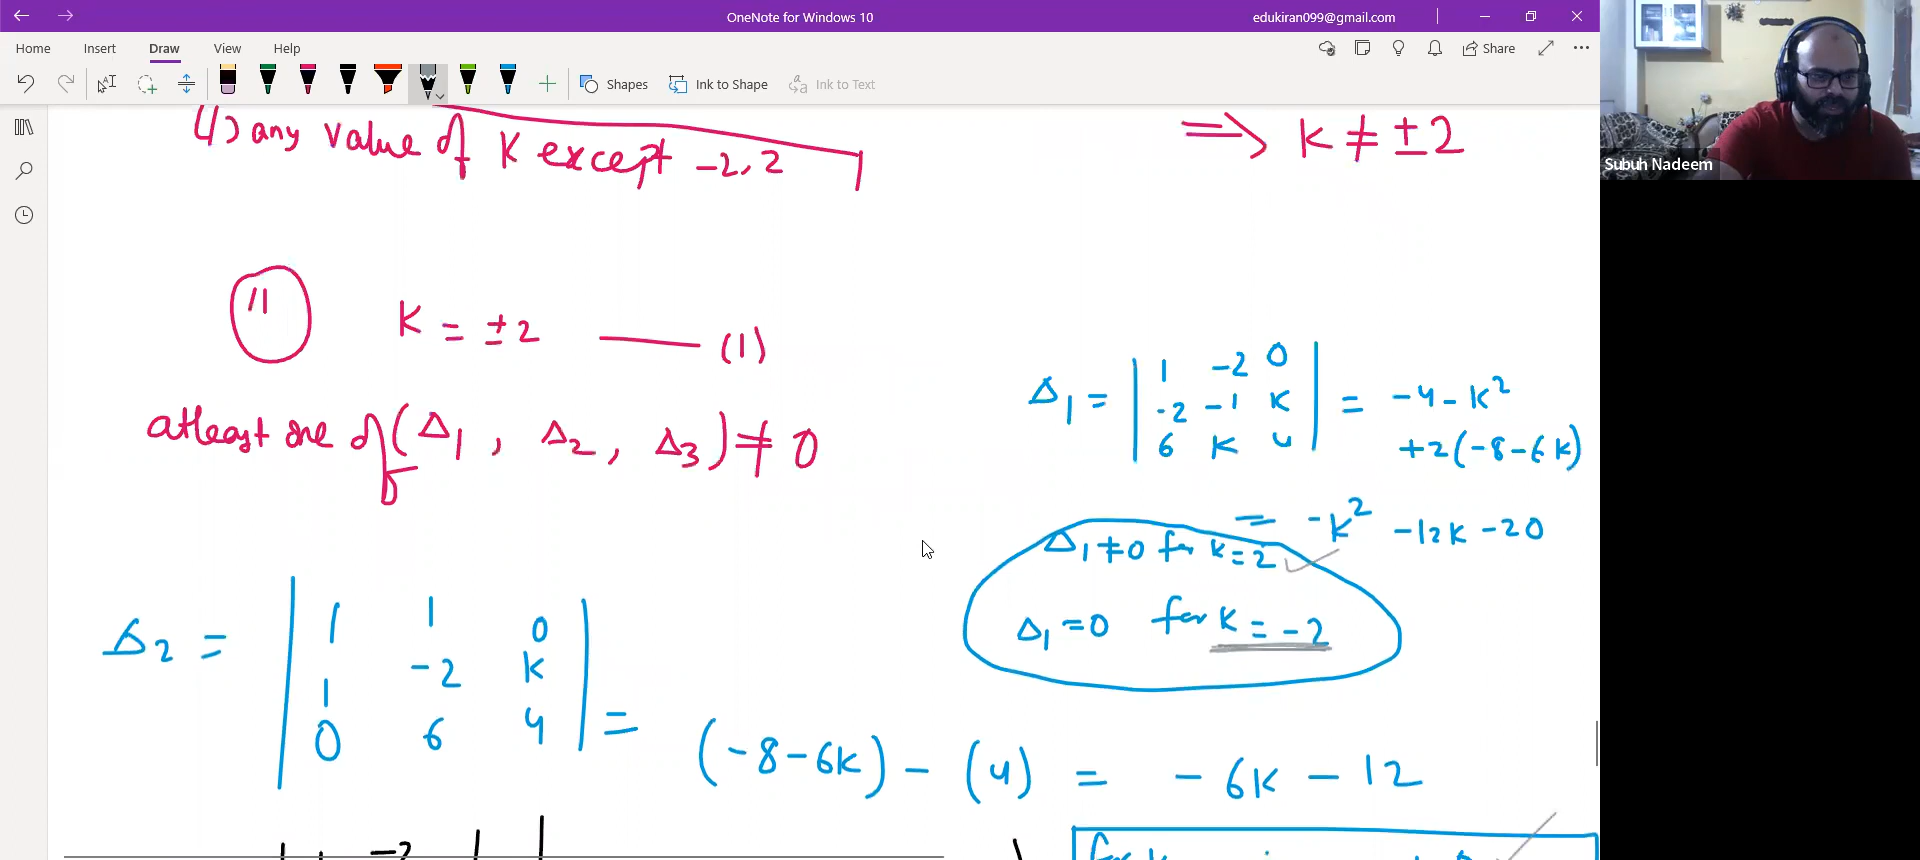 OneNote for Windows 10
edukiran099@gmail.com
Home Insert Draw View Help
Share
Shapes Ink to Shape Ink to Text
Subuh Nadeem
4) any value of K except -2, 2
⟹ K ≠ ±2
11
K = ±2 —— (1)
atleast one of (Δ1, Δ2, Δ3) ≠ 0
Δ1 = | 1 -2 0
-2 -1 K
6 K 4 | = -4 - K²
+2(-8-6K)
= -K² -12K -20
Δ1 ≠ 0 for K = 2 ✓
Δ1 = 0 for K = -2
Δ2 = | 1 1 0
1 -2 K
0 6 4 | =
(-8-6K) - (4) = -6K - 12